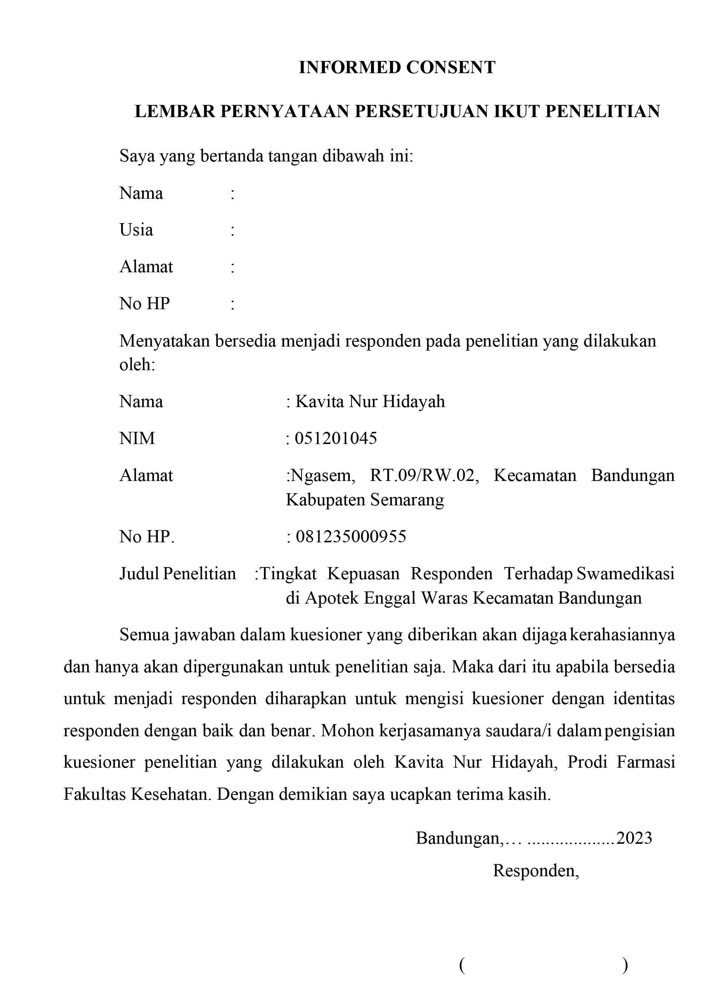 INFORMED CONSENT
LEMBAR PERNYATAAN PERSETUJUAN IKUT PENELITIAN
Saya yang bertanda tangan dibawah ini:
Nama :
Usia :
Alamat :
No HP :
Menyatakan bersedia menjadi responden pada penelitian yang dilakukan
oleh:
Nama : Kavita Nur Hidayah
NIM : 051201045
Alamat :Ngasem, RT.09/RW.02, Kecamatan Bandungan
Kabupaten Semarang
No HP. : 081235000955
Judul Penelitian :Tingkat Kepuasan Responden Terhadap Swamedikasi
di Apotek Enggal Waras Kecamatan Bandungan
Semua jawaban dalam kuesioner yang diberikan akan dijaga kerahasiannya
dan hanya akan dipergunakan untuk penelitian saja. Maka dari itu apabila bersedia
untuk menjadi responden diharapkan untuk mengisi kuesioner dengan identitas
responden dengan baik dan benar. Mohon kerjasamanya saudara/i dalam pengisian
kuesioner penelitian yang dilakukan oleh Kavita Nur Hidayah, Prodi Farmasi
Fakultas Kesehatan. Dengan demikian saya ucapkan terima kasih.
Bandungan,… ...................2023
Responden,
( )